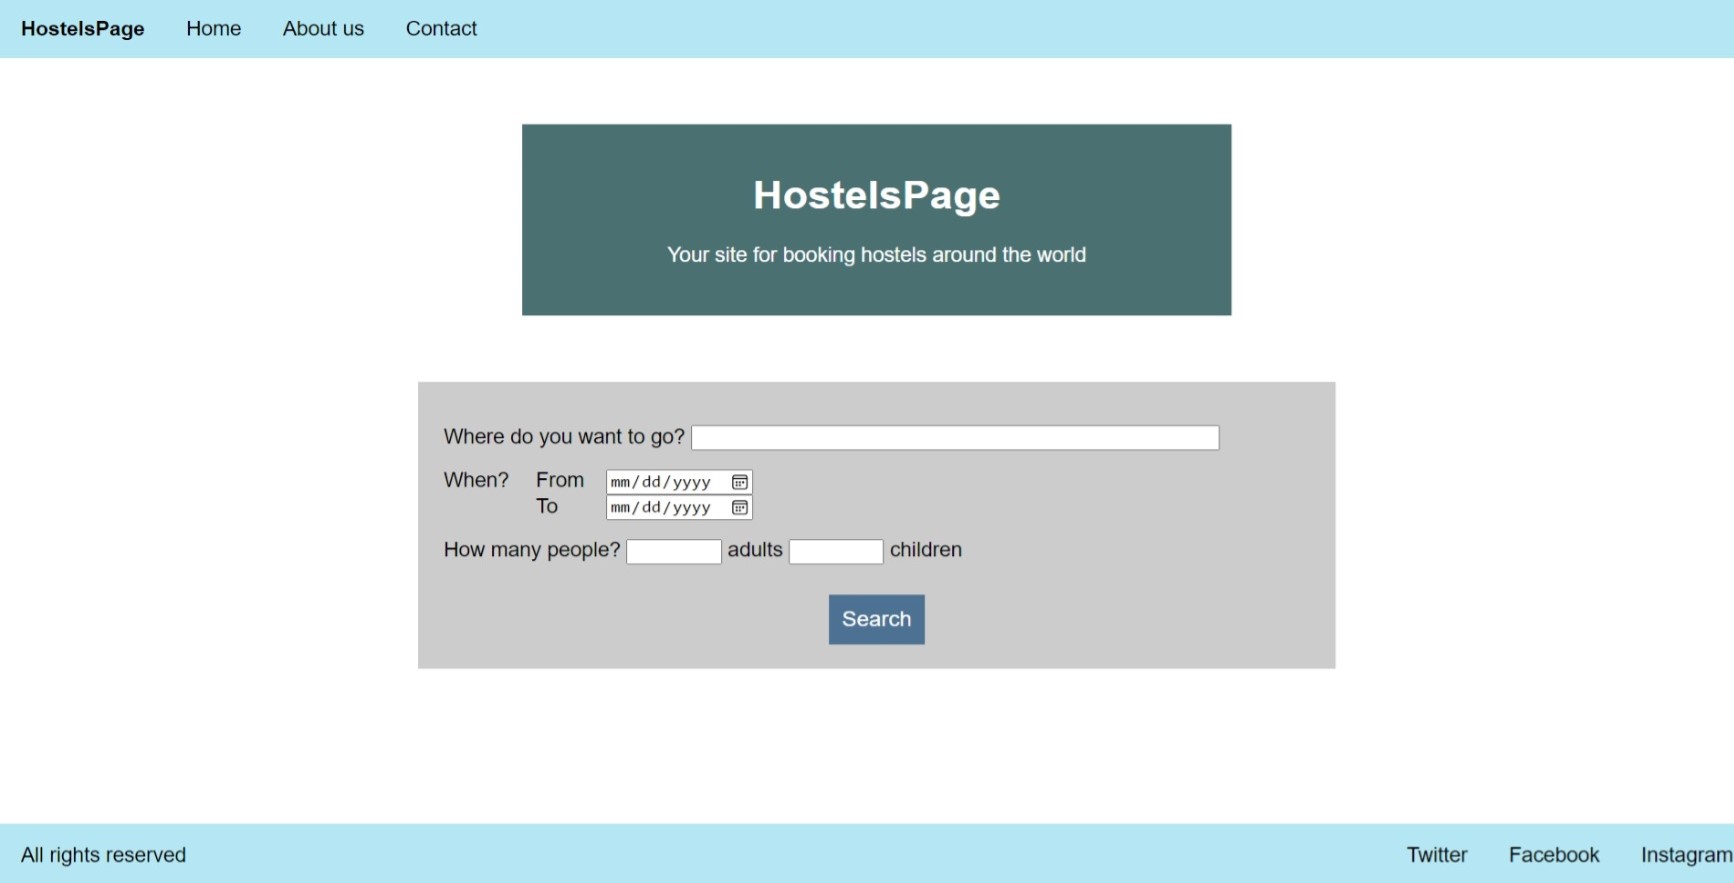 HostelsPage Home About us Contact
HostelsPage
Your site for booking hostels around the world
Where do you want to go?
When? From mm/dd/yyyy
To mm/dd/yyyy
How many people? adults children
Search
All rights reserved Twitter Facebook Instagram